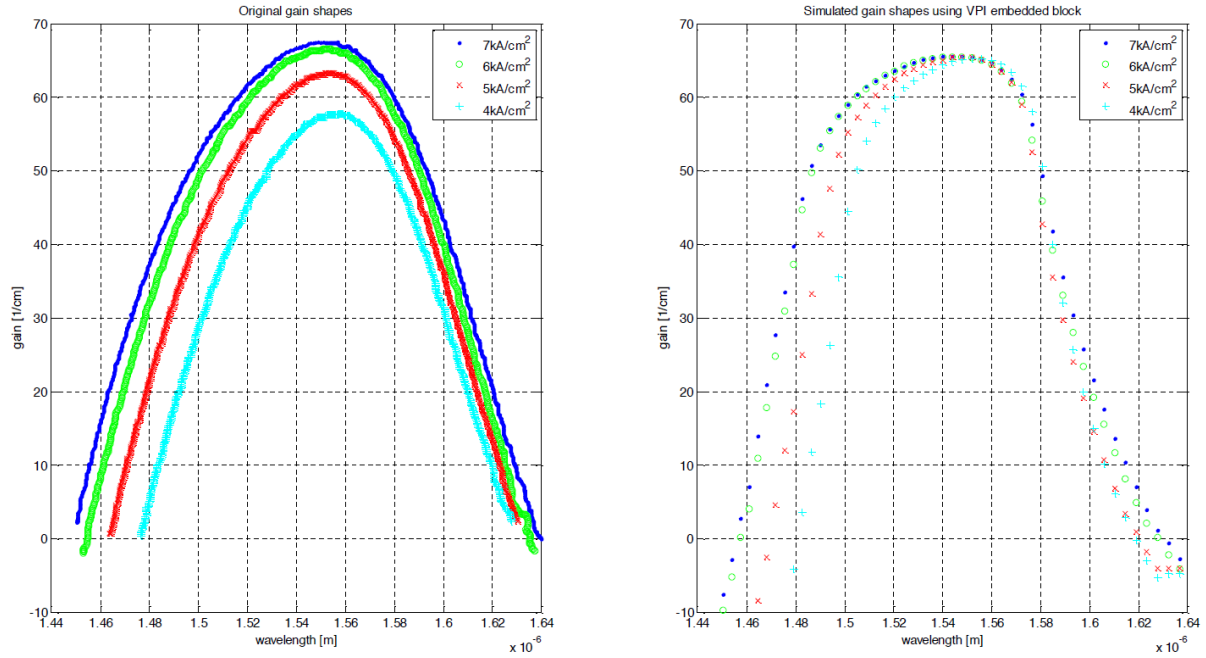 Original gain shapes
70
60
50
40
30
20
10
0
-10
gain [1/cm]
7kA/cm²
6kA/cm²
5kA/cm²
4kA/cm²
1.44 1.46 1.48 1.5 1.52 1.54 1.56 1.58 1.6 1.62 1.64
wavelength [m]
x 10⁻⁶
Simulated gain shapes using VPI embedded block
70
60
50
40
30
20
10
0
-10
gain [1/cm]
7kA/cm²
6kA/cm²
5kA/cm²
4kA/cm²
1.44 1.46 1.48 1.5 1.52 1.54 1.56 1.58 1.6 1.62 1.64
wavelength [m]
x 10⁻⁶